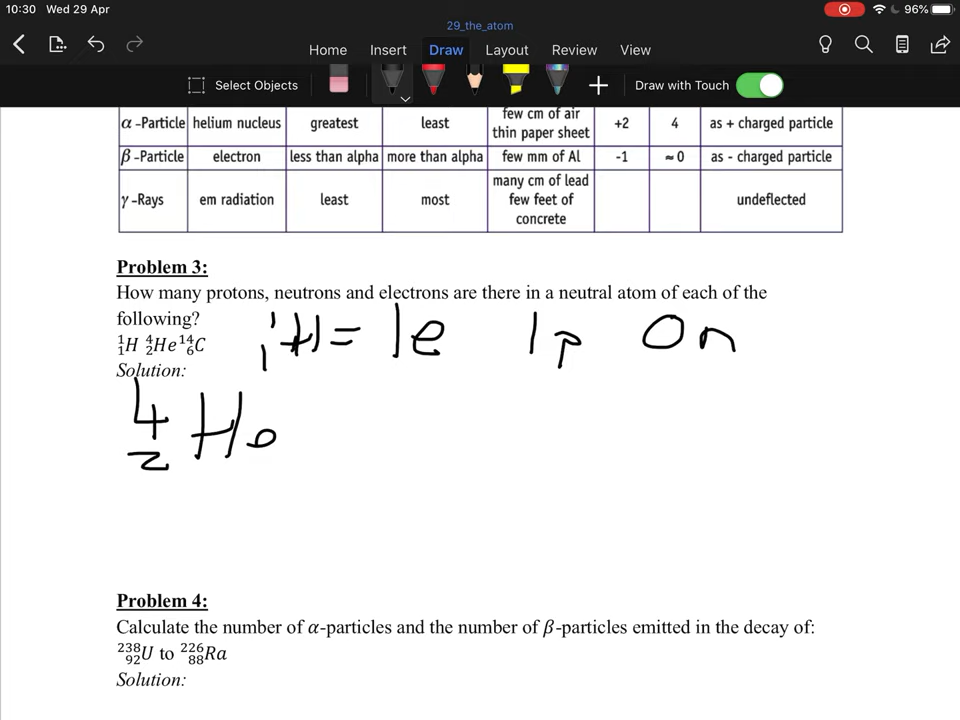 10:30 Wed 29 Apr
96%
29_the_atom
Home Insert Draw Layout Review View
Select Objects
Draw with Touch
α -Particle helium nucleus greatest least few cm of air thin paper sheet +2 4 as + charged particle
β -Particle electron less than alpha more than alpha few mm of Al -1 ≈ 0 as - charged particle
γ -Rays em radiation least most many cm of lead few feet of concrete undeflected
Problem 3:
How many protons, neutrons and electrons are there in a neutral atom of each of the
following?
¹₁H ⁴₂He ¹⁴₆C
¹₁H = 1e 1p 0n
Solution:
⁴₂He
Problem 4:
Calculate the number of α-particles and the number of β-particles emitted in the decay of:
²³⁸₉₂U to ²²⁶₈₈Ra
Solution: